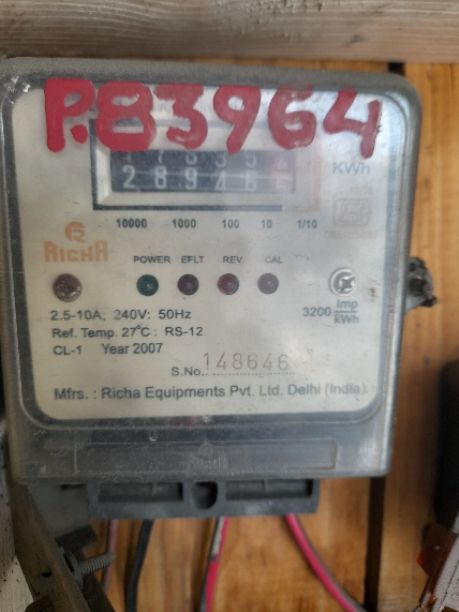 P.83964
KWh
10000 1000 100 10 1/10
RICHA
POWER EFLT REV. CAL
2.5-10A; 240V: 50Hz
3200 Imp/kWh
Ref. Temp. 27°C : RS-12
CL-1 Year 2007
S.No. 148646
Mfrs. : Richa Equipments Pvt. Ltd. Delhi (India)